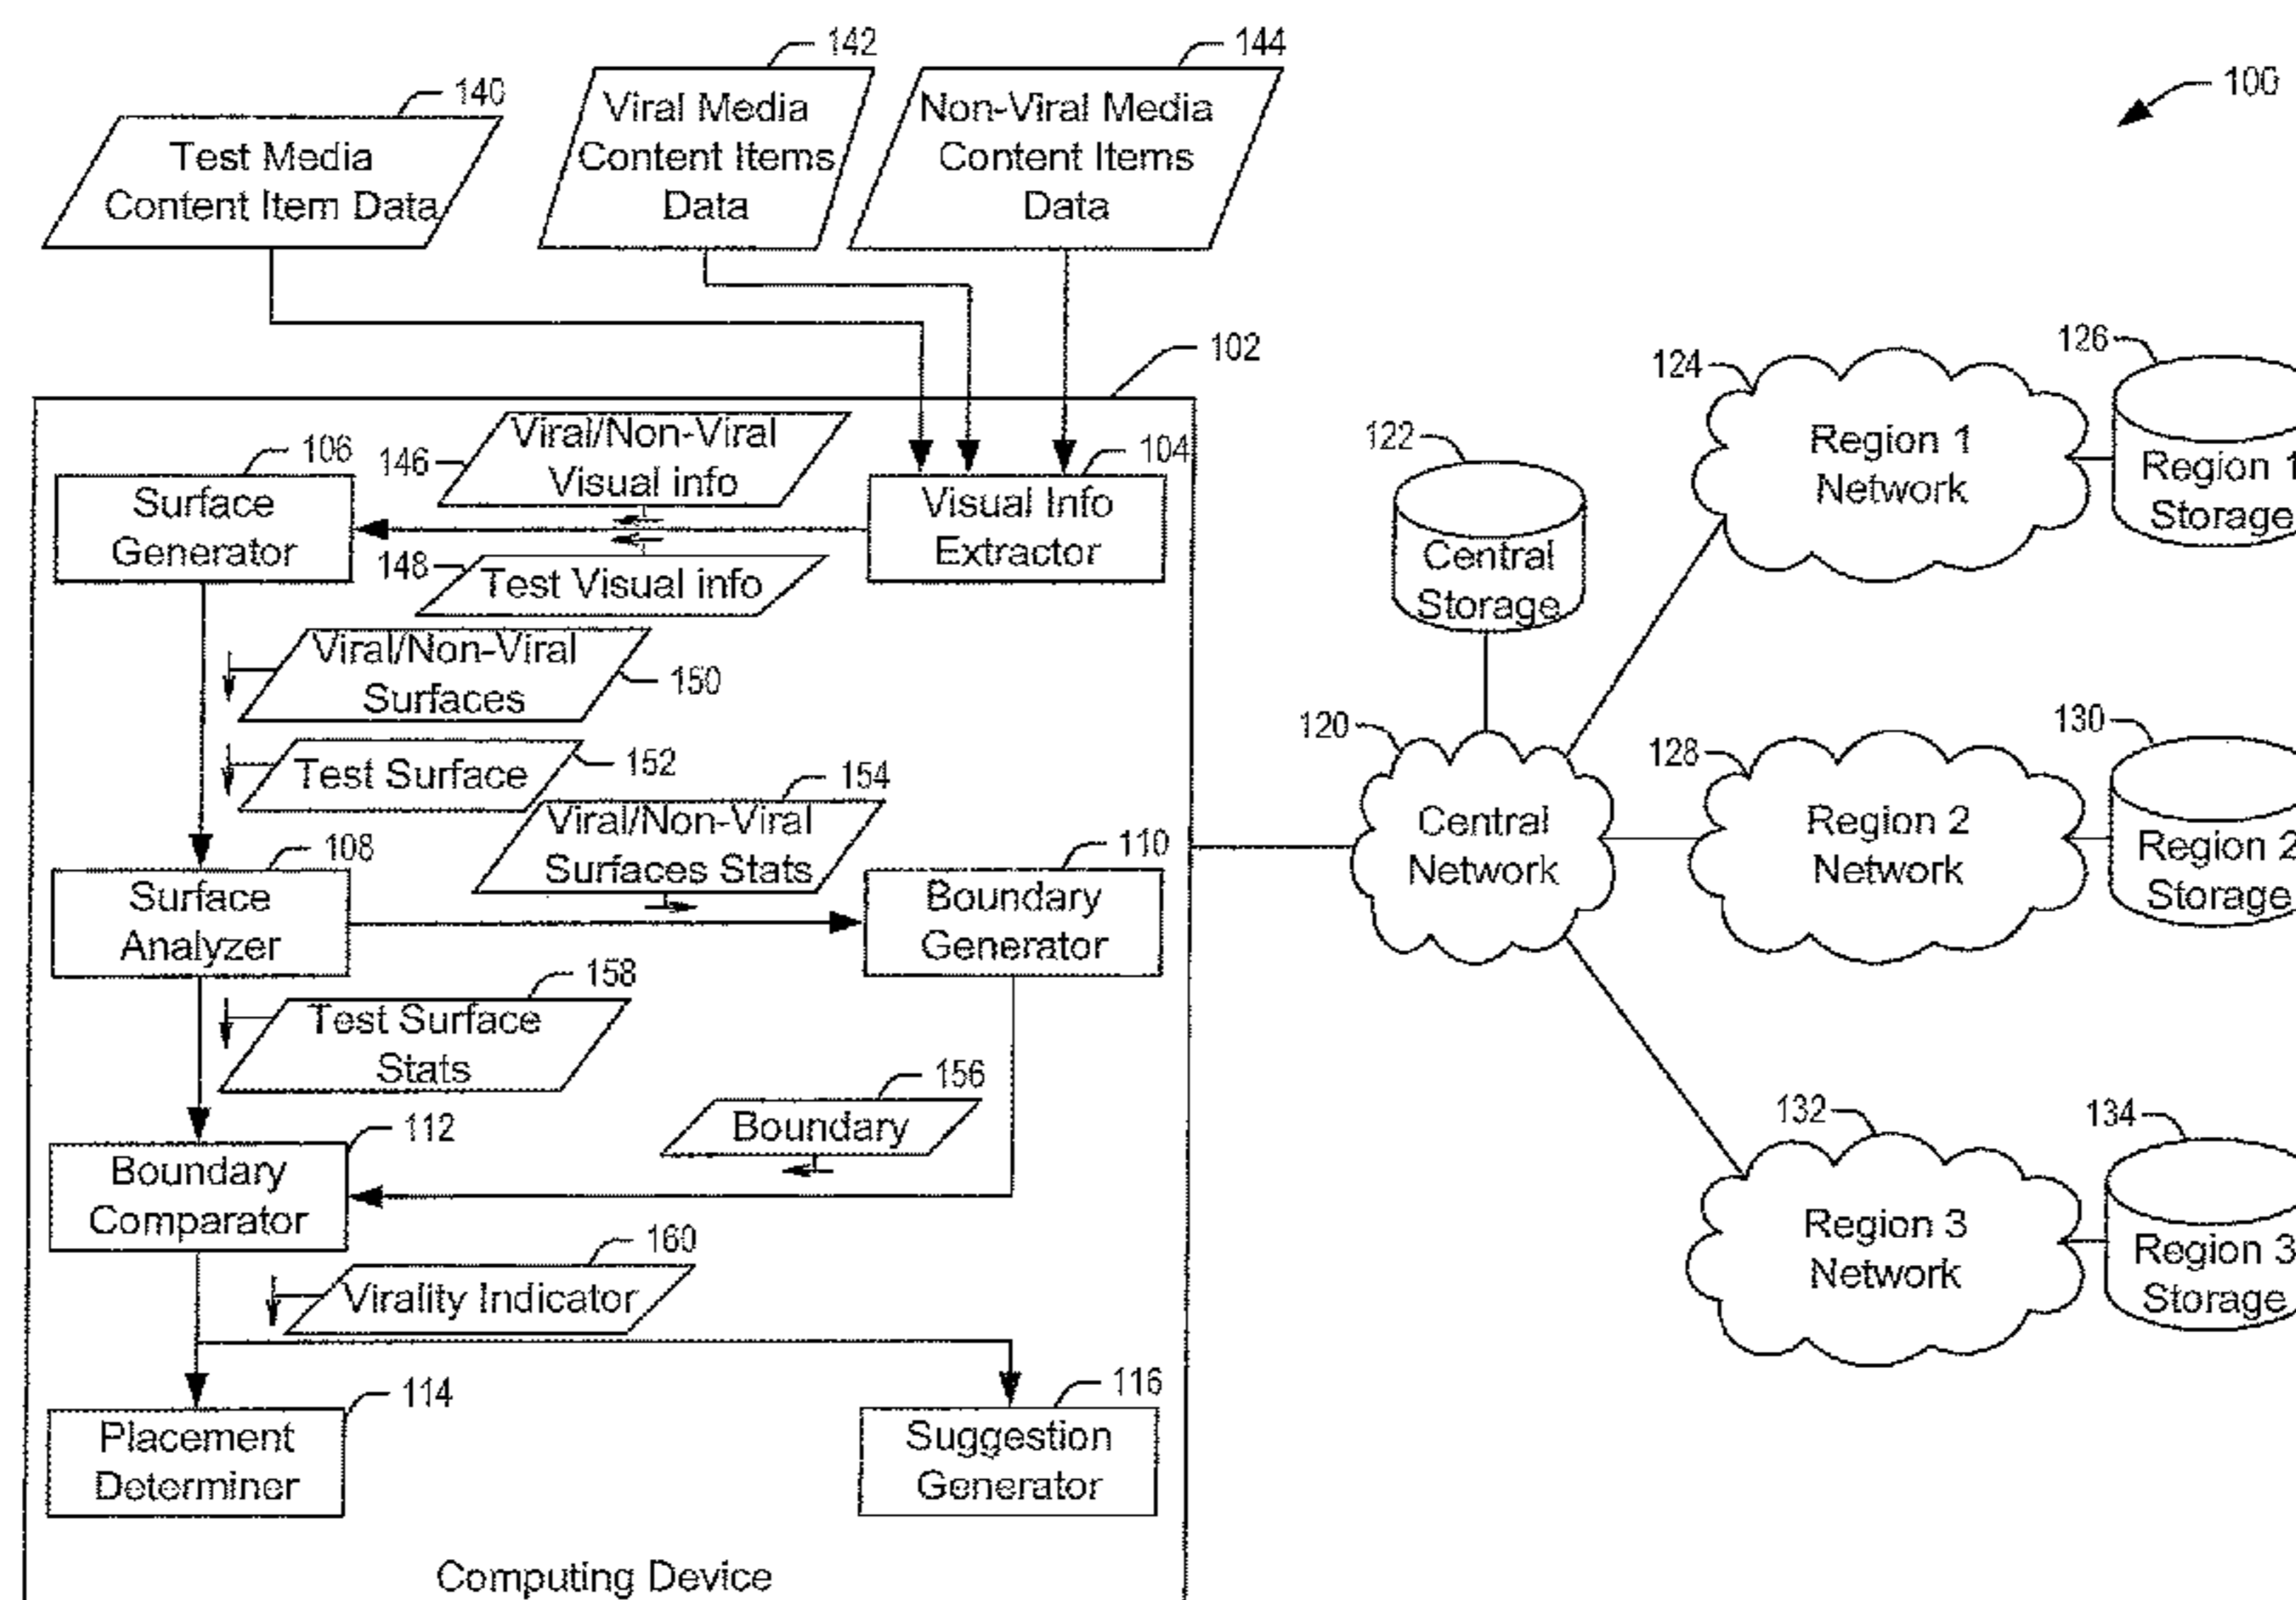 142
144
100
140
Viral Media
Content Items
Data
Non-Viral Media
Content Items
Data
Test Media
Content Item Data
102
126
124
Region 1
Network
Region 1
Storage
122
Central
Storage
106
146
Viral/Non-Viral
Visual info
104
Surface
Generator
Visual Info
Extractor
148
Test Visual info
Viral/Non-Viral
Surfaces
150
Test Surface
152
154
Viral/Non-Viral
Surfaces Stats
120
Central
Network
128
Region 2
Network
130
Region 2
Storage
108
110
Surface
Analyzer
Boundary
Generator
158
Test Surface
Stats
156
Boundary
112
Boundary
Comparator
132
Region 3
Network
134
Region 3
Storage
160
Virality Indicator
114
Placement
Determiner
116
Suggestion
Generator
Computing Device